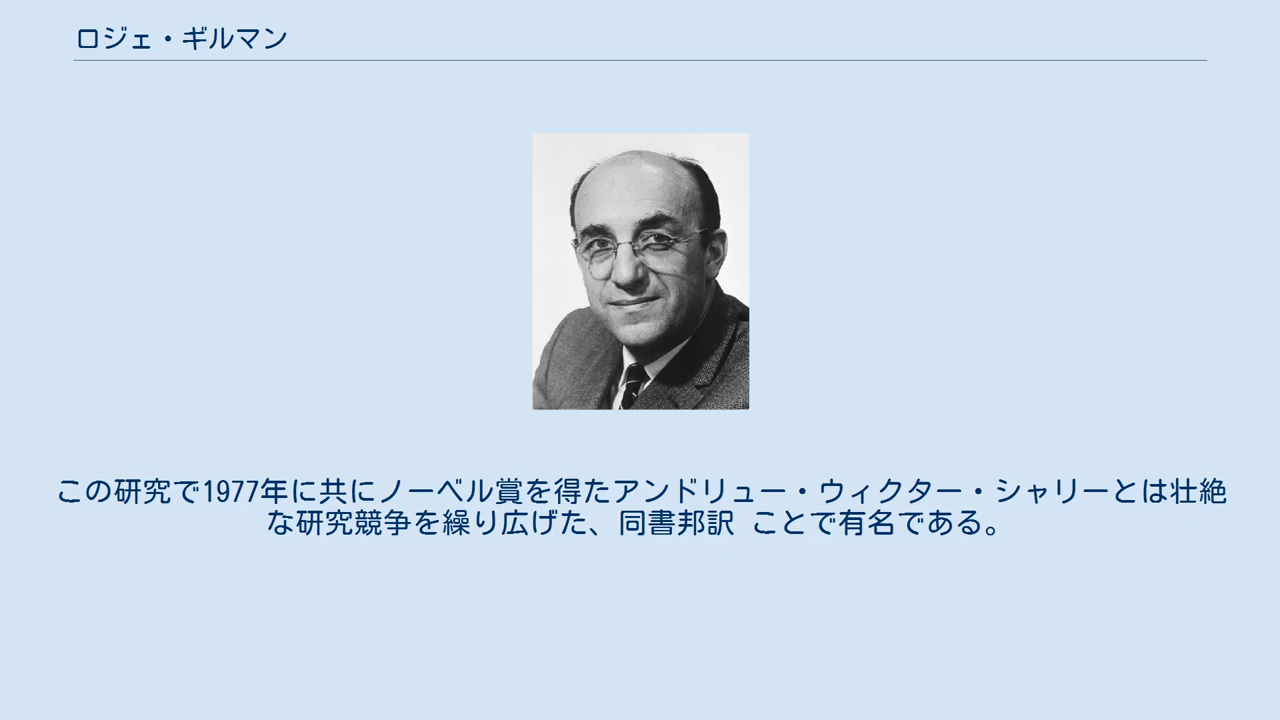 ロジェ・ギルマン
この研究で1977年に共にノーベル賞を得たアンドリュー・ウィクター・シャリーとは壮絶
な研究競争を繰り広げた、同書邦訳 ことで有名である。